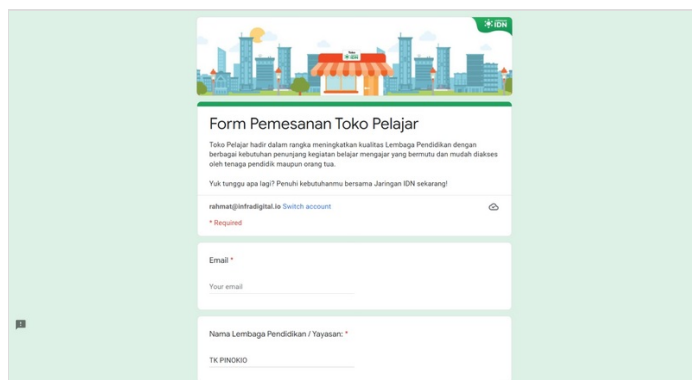 IDN
Toko
IDN
Form Pemesanan Toko Pelajar
Toko Pelajar hadir dalam rangka meningkatkan kualitas Lembaga Pendidikan dengan
berbagai kebutuhan penunjang kegiatan belajar mengajar yang bermutu dan mudah diakses
oleh tenaga pendidik maupun orang tua.
Yuk tunggu apa lagi? Penuhi kebutuhanmu bersama Jaringan IDN sekarang!
rahmat@infradigital.io Switch account
* Required
Email *
Your email
Nama Lembaga Pendidikan / Yayasan: *
TK PINOKIO